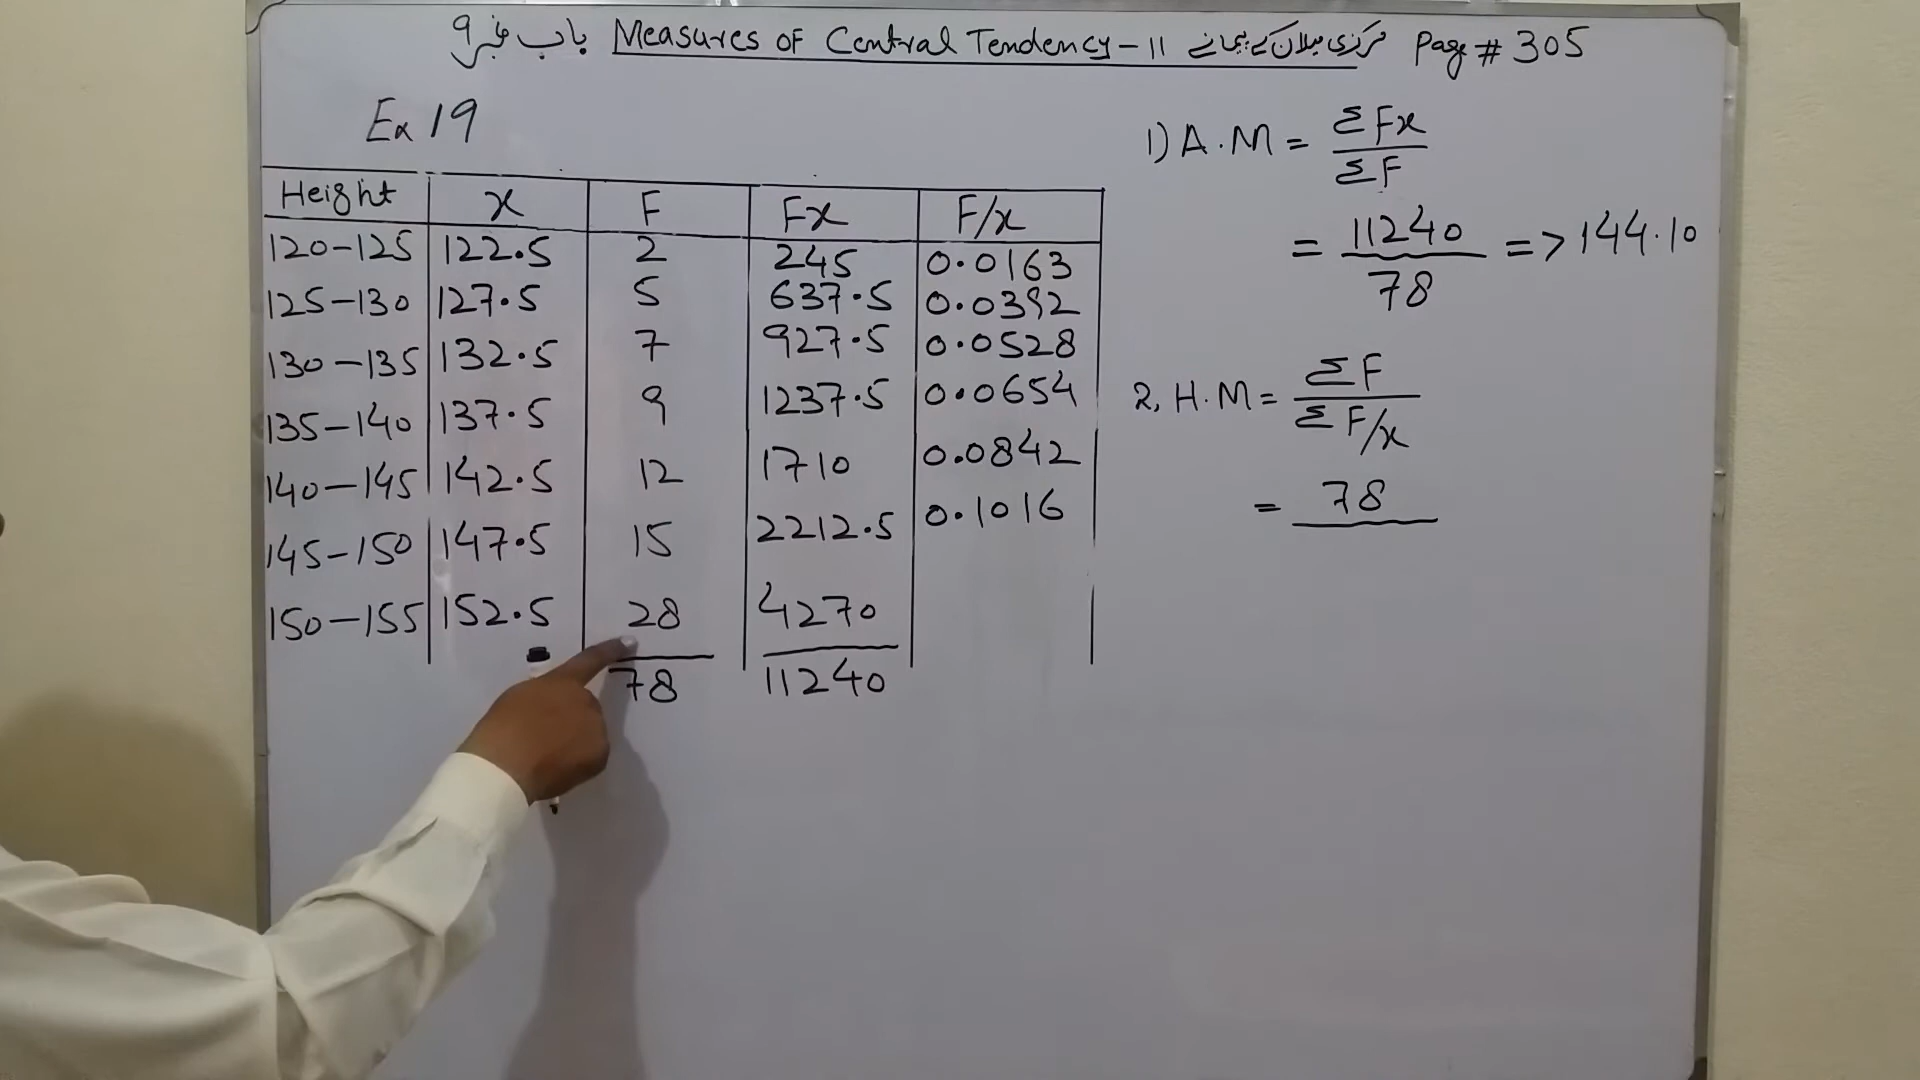 باب نمبر 9 Measures of Central Tendency - 11 مرکزی میلان کے پیمانے Page # 305
Ex 19
Height x F Fx F/x
120-125 122.5 2 245 0.0163
125-130 127.5 5 637.5 0.0392
130-135 132.5 7 927.5 0.0528
135-140 137.5 9 1237.5 0.0654
140-145 142.5 12 1710 0.0842
145-150 147.5 15 2212.5 0.1016
150-155 152.5 28 4270
78 11240
1) A.M = ΣFx
ΣF
= 11240 => 144.10
78
2, H.M = ΣF
ΣF/x
= 78